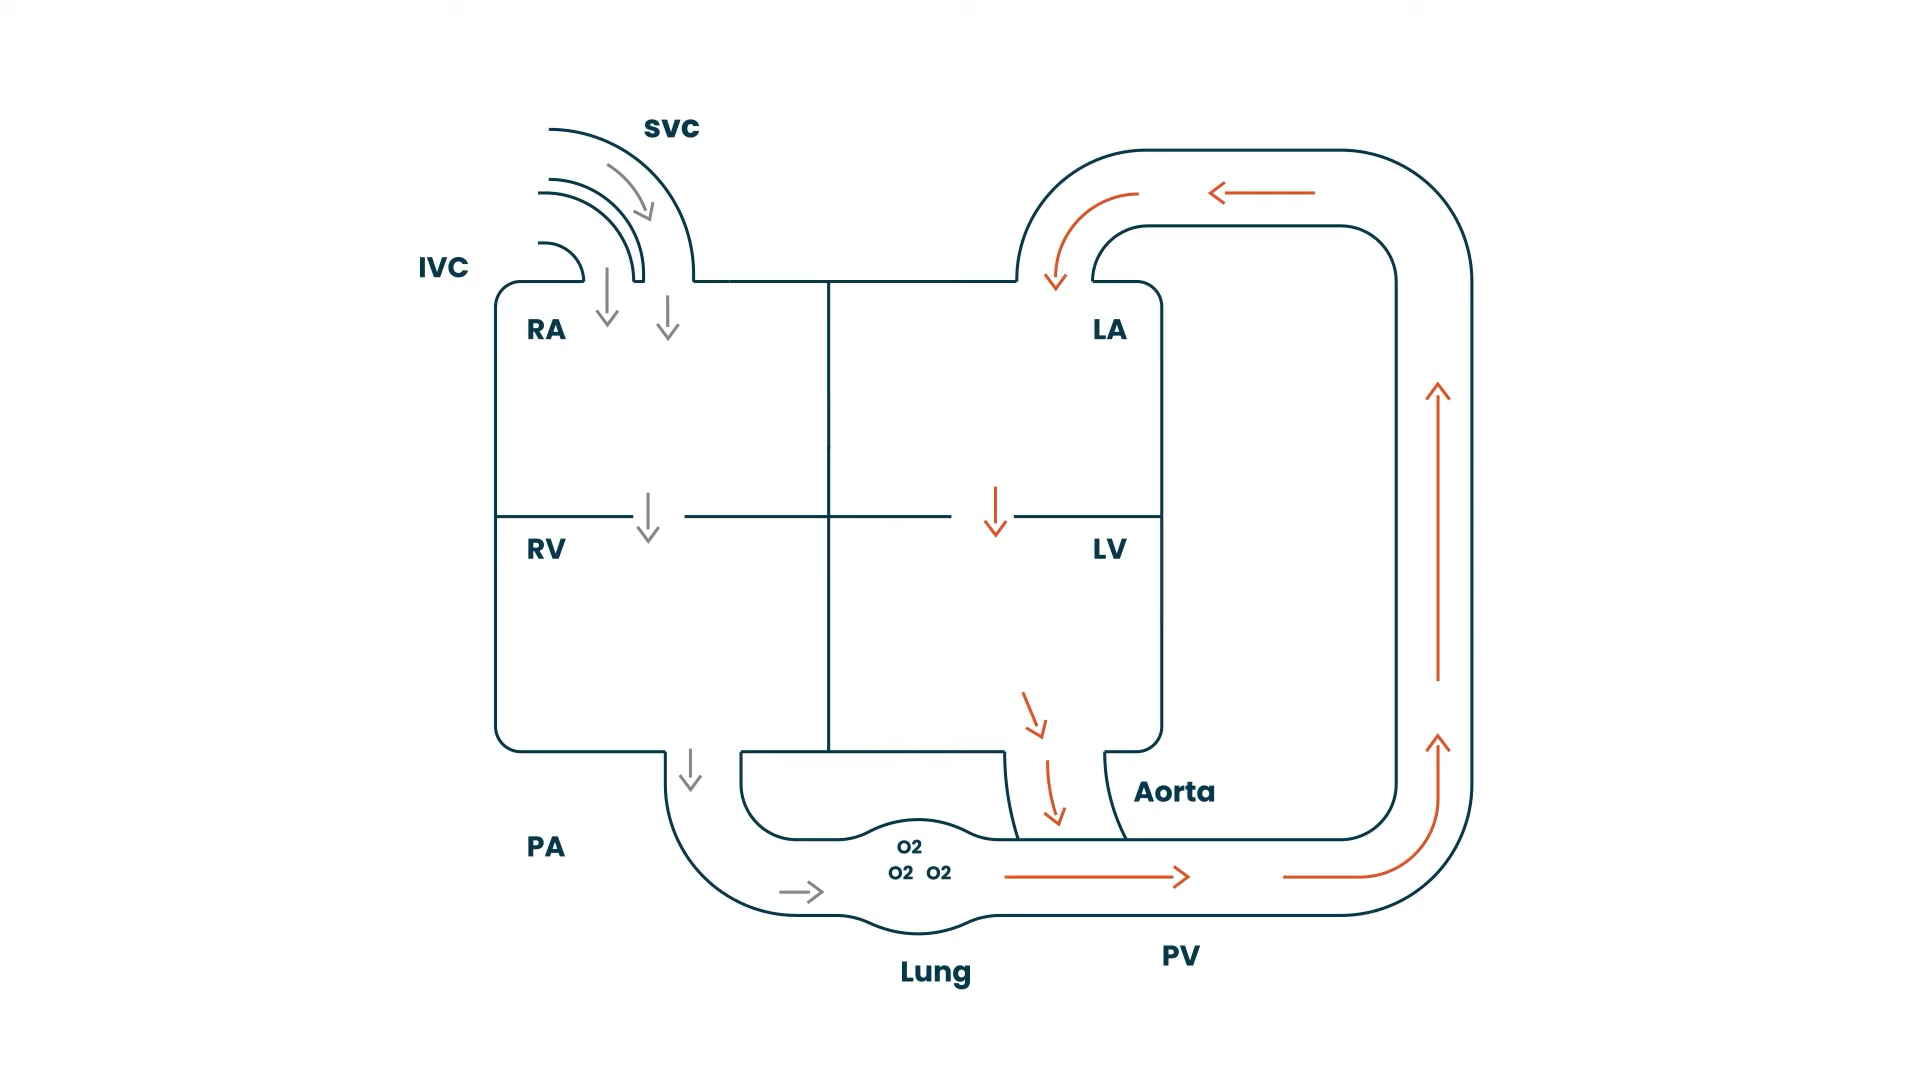 svc
IVC
RA
LA
RV
LV
Aorta
PA
O2
O2 O2
PV
Lung